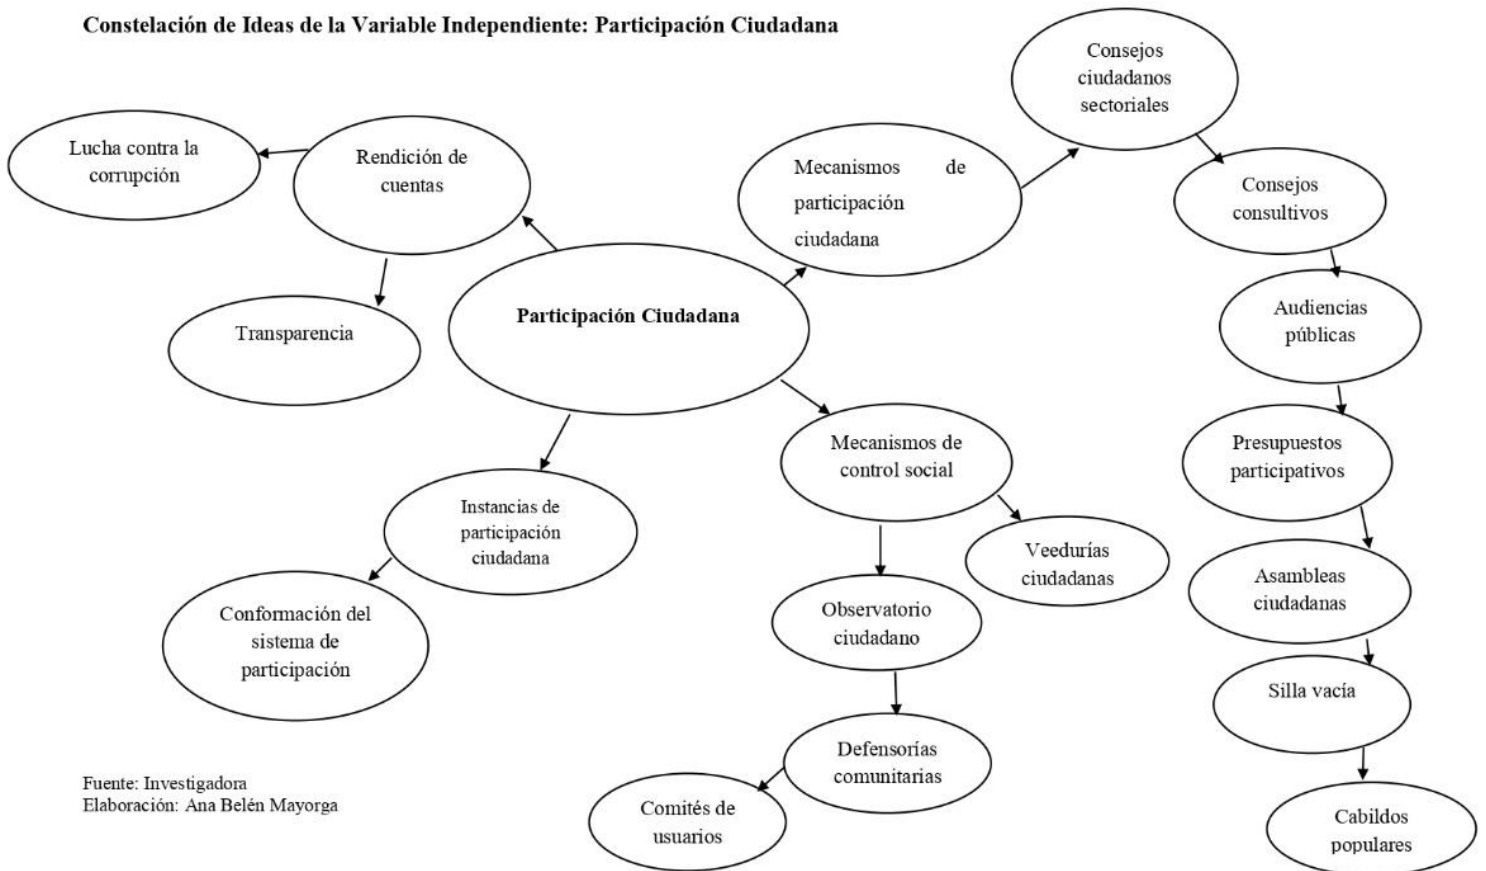 Constelación de Ideas de la Variable Independiente: Participación Ciudadana
Lucha contra la
corrupción
Rendición de
cuentas
Transparencia
Participación Ciudadana
Mecanismos de
participación
ciudadana
Consejos
ciudadanos
sectoriales
Consejos
consultivos
Audiencias
públicas
Presupuestos
participativos
Asambleas
ciudadanas
Silla vacía
Cabildos
populares
Mecanismos de
control social
Veedurías
ciudadanas
Observatorio
ciudadano
Defensorías
comunitarias
Comités de
usuarios
Instancias de
participación
ciudadana
Conformación del
sistema de
participación
Fuente: Investigadora
Elaboración: Ana Belén Mayorga